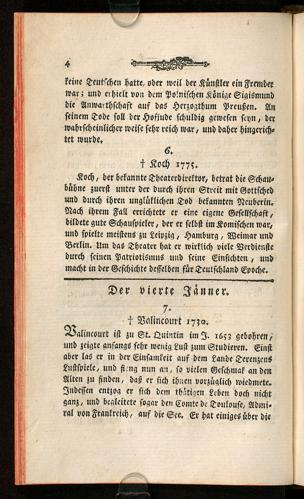 4
keine Teutschen hatte, oder weil der Künstler ein Fremder
war; und erhielt von dem Polnischen Könige Sigismund
die Anwarthschaft auf das Herzogthum Preußen. An
seinem Tode soll der Hofjude schuldig gewesen seyn, der
wahrscheinlicher weise sehr reich war, und daher hingerich-
tet wurde.
6.
† Koch 1775.
Koch, der bekannte Theaterdirektor, betrat die Schau-
bühne zuerst unter der durch ihren Streit mit Gottsched
und durch ihren unglüklichen Tod bekannten Neuberin.
Nach ihrem Fall errichtete er eine eigene Gesellschaft,
bildete gute Schauspieler, der er selbst im Komischen war,
und spielte meistens zu Leipzig, Hamburg, Weimar und
Berlin. Um das Theater hat er wirklich viele Verdienste
durch seinen Patriotismus und seine Einsichten, und
macht in der Geschichte desselben für Teutschland Epoche.
Der vierte Jänner.
7.
† Valincourt 1730.
Valincourt ist zu St. Quintin im J. 1653 gebohren,
und zeigte anfangs sehr wenig Lust zum Studieren. Einst
aber las er in der Einsamkeit auf dem Lande Terenzens
Lustspiele, und fieng nun an, so vielen Geschmak an den
Alten zu finden, daß er sich ihnen vorzüglich wiedmete.
Indessen entzog er sich dem thätigen Leben doch nicht
ganz, und begleitete sogar den Comte de Toulouse, Admi-
ral von Frankreich, auf die See. Er hat einiges über die